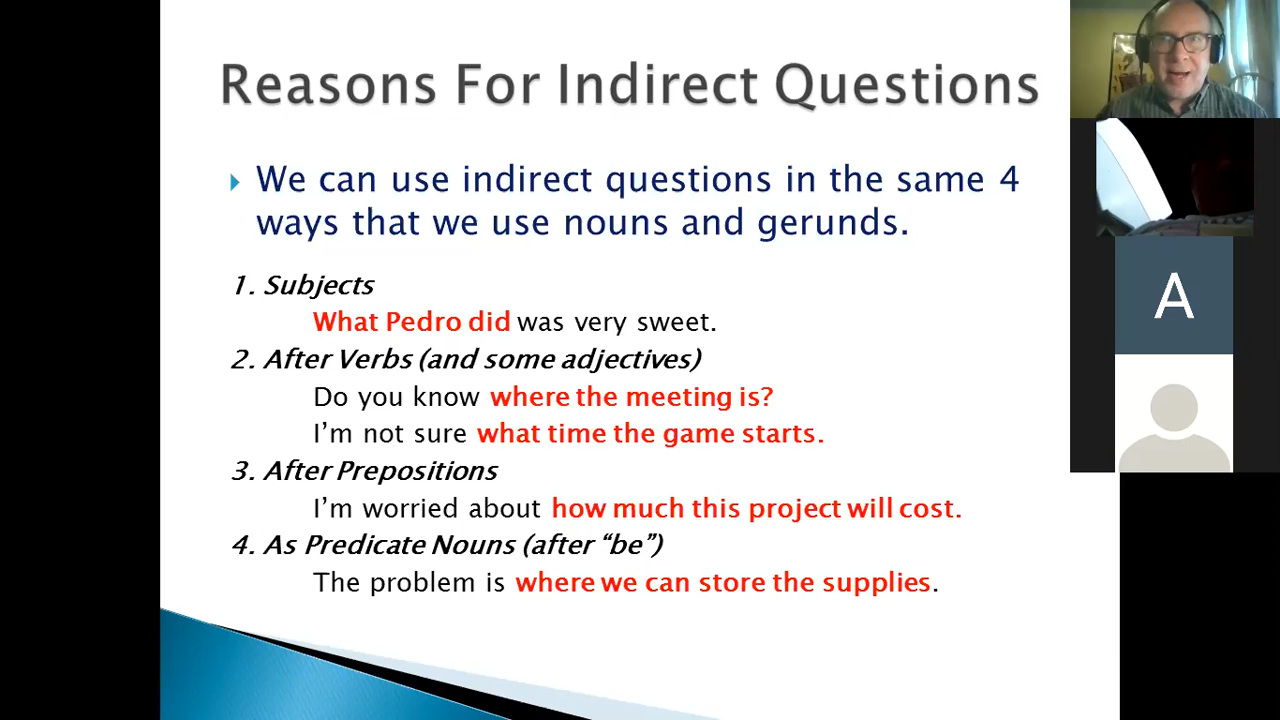 Reasons For Indirect Questions
We can use indirect questions in the same 4
ways that we use nouns and gerunds.
1. Subjects
What Pedro did was very sweet.
2. After Verbs (and some adjectives)
Do you know where the meeting is?
I’m not sure what time the game starts.
3. After Prepositions
I’m worried about how much this project will cost.
4. As Predicate Nouns (after “be”)
The problem is where we can store the supplies.
A